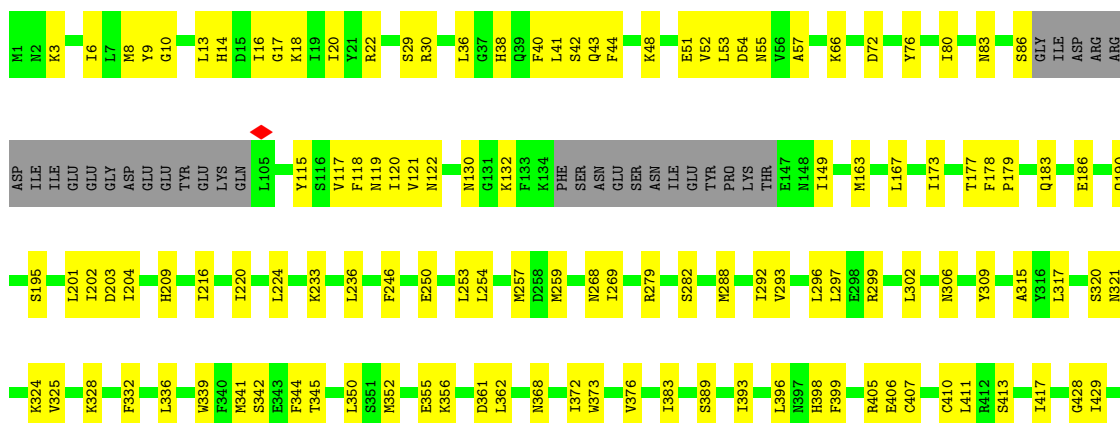 M1 N2 K3 I6 L7 M8 Y9 G10 L13 H14 D15 I16 G17 K18 I19 I20 Y21 R22 S29 R30 L36 G37 H38 Q39 F40 L41 S42 Q43 F44 K48 E51 V52 L53 D54 N55 V56 A57 K66 D72 Y76 I80 N83 S86 GLY ILE ASP ARG ARG
ASP ILE ILE GLU GLU GLY ASP GLU GLU TYR GLU LYS GLN L105 Y115 S116 V117 F118 N119 I120 V121 N122 N130 G131 K132 F133 K134 PHE SER ASN GLU SER ASN ILE GLU TYR PRO LYS THR E147 N148 I149 M163 L167 I173 T177 F178 P179 Q183 E186
S195 L201 I202 D203 I204 H209 I216 I220 L224 K233 L236 F246 E250 L253 L254 M257 D258 M259 N268 I269 R279 S282 M288 I292 V293 L296 L297 E298 R299 L302 N306 Y309 A315 Y316 L317 S320 N321
K324 V325 K328 F332 L336 W339 F340 M341 S342 E343 F344 T345 L350 S351 M352 E355 K356 D361 L362 N368 I372 W373 V376 I383 S389 I393 L396 N397 H398 F399 R405 E406 C407 C410 L411 R412 S413 I417 G428 I429